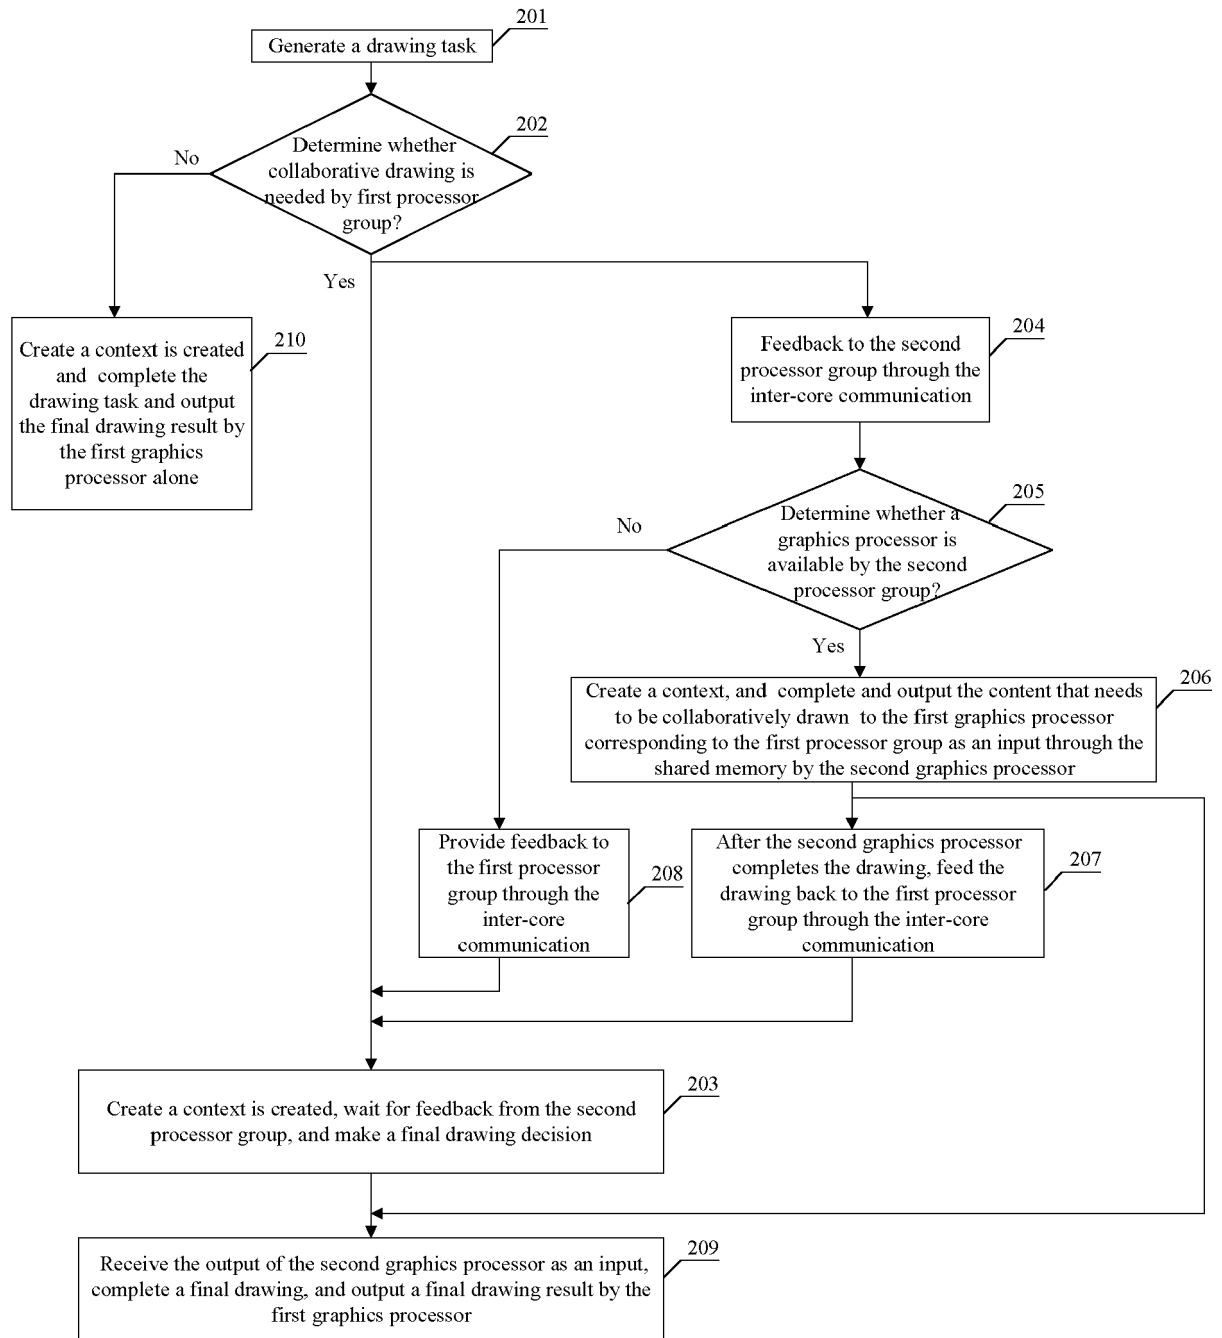 201
Generate a drawing task
202
Determine whether
collaborative drawing is
needed by first processor
group?
No
Yes
210
Create a context is created
and complete the
drawing task and output
the final drawing result by
the first graphics
processor alone
204
Feedback to the second
processor group through the
inter-core communication
205
Determine whether a
graphics processor is
available by the second
processor group?
No
Yes
206
Create a context, and complete and output the content that needs
to be collaboratively drawn to the first graphics processor
corresponding to the first processor group as an input through the
shared memory by the second graphics processor
Provide feedback to
the first processor
group through the
inter-core
communication
208
After the second graphics processor
completes the drawing, feed the
drawing back to the first processor
group through the inter-core
communication
207
203
Create a context is created, wait for feedback from the second
processor group, and make a final drawing decision
209
Receive the output of the second graphics processor as an input,
complete a final drawing, and output a final drawing result by the
first graphics processor